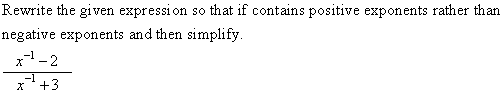 Rewrite the given expression so that if contains positive exponents rather than
negative exponents and then simplify.
x⁻¹ − 2
x⁻¹ + 3